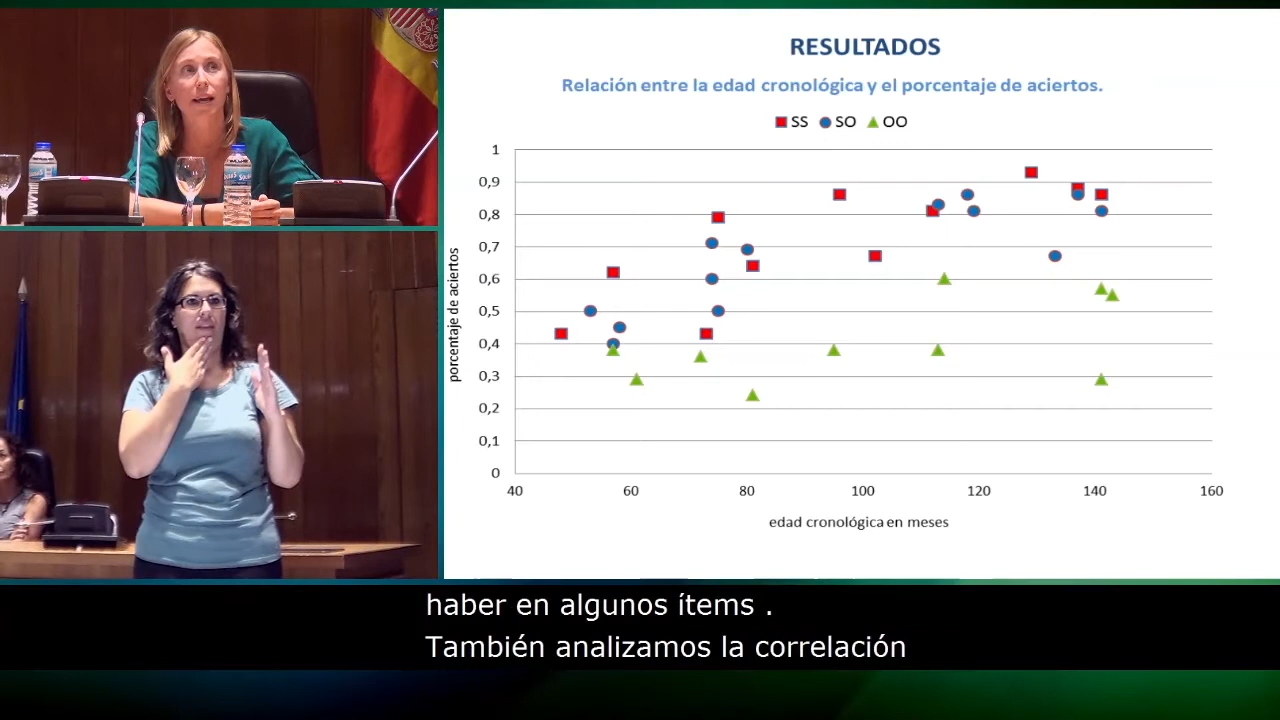 RESULTADOS
Relación entre la edad cronológica y el porcentaje de aciertos.
SS SO OO
porcentaje de aciertos
1
0,9
0,8
0,7
0,6
0,5
0,4
0,3
0,2
0,1
0
40 60 80 100 120 140 160
edad cronológica en meses
haber en algunos ítems .
También analizamos la correlación